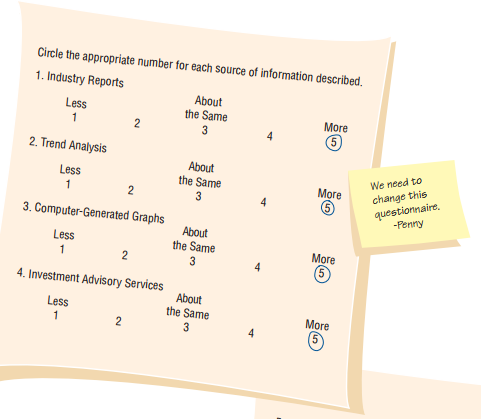 Circle the appropriate number for each source of information described.
1. Industry Reports
Less About the Same More
1 2 3 4 5
2. Trend Analysis
Less About the Same More
1 2 3 4 5
3. Computer-Generated Graphs
Less About the Same More
1 2 3 4 5
4. Investment Advisory Services
Less About the Same More
1 2 3 4 5
We need to
change this
questionnaire.
-Penny